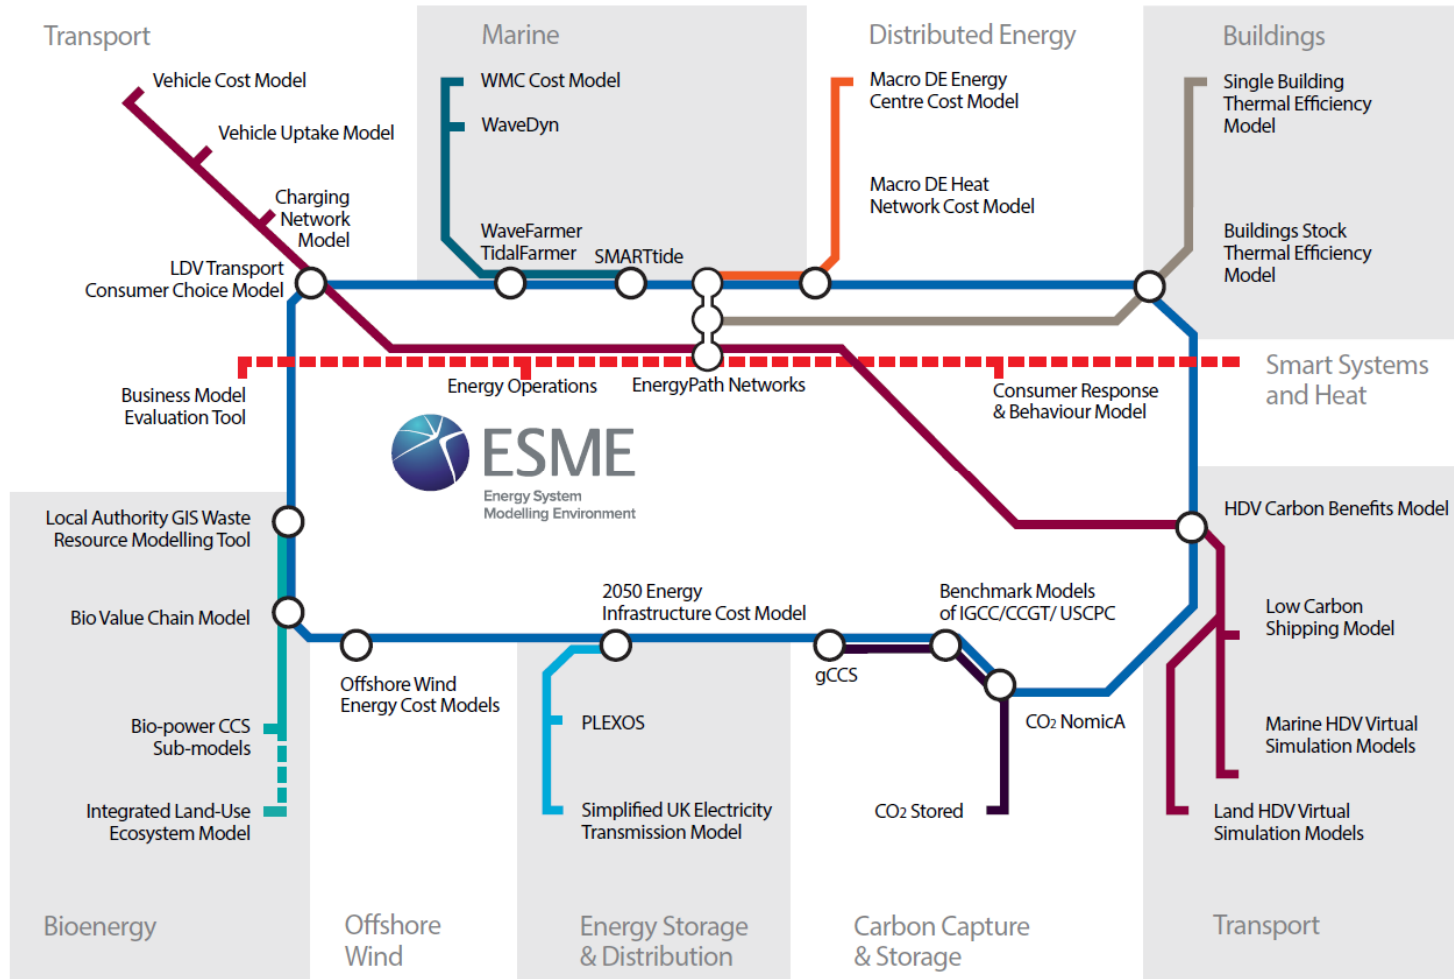 Transport
Marine
Distributed Energy
Buildings
Vehicle Cost Model
WMC Cost Model
Macro DE Energy
Centre Cost Model
Single Building
Thermal Efficiency
Model
Vehicle Uptake Model
WaveDyn
Charging
Network
Model
Macro DE Heat
Network Cost Model
WaveFarmer
TidalFarmer
SMARTtide
Buildings Stock
Thermal Efficiency
Model
LDV Transport
Consumer Choice Model
Business Model
Evaluation Tool
Energy Operations
EnergyPath Networks
Consumer Response
& Behaviour Model
Smart Systems
and Heat
ESME
Energy System
Modelling Environment
Local Authority GIS Waste
Resource Modelling Tool
HDV Carbon Benefits Model
Bio Value Chain Model
2050 Energy
Infrastructure Cost Model
Benchmark Models
of IGCC/CCGT/ USCPC
Low Carbon
Shipping Model
Offshore Wind
Energy Cost Models
gCCS
CO2 NomicA
Bio-power CCS
Sub-models
PLEXOS
Marine HDV Virtual
Simulation Models
Integrated Land-Use
Ecosystem Model
Simplified UK Electricity
Transmission Model
CO2 Stored
Land HDV Virtual
Simulation Models
Bioenergy
Offshore
Wind
Energy Storage
& Distribution
Carbon Capture
& Storage
Transport